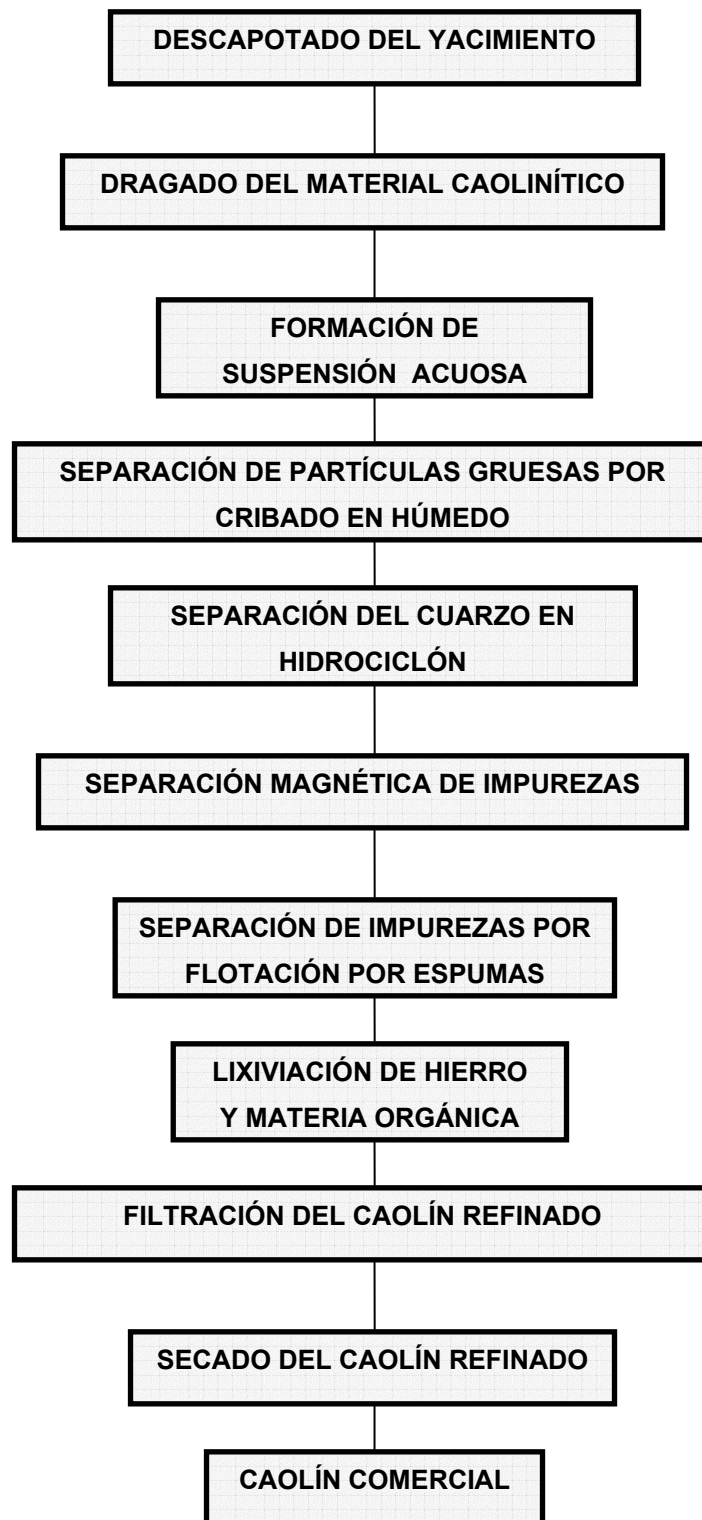 DESCAPOTADO DEL YACIMIENTO
DRAGADO DEL MATERIAL CAOLINÍTICO
FORMACIÓN DE
SUSPENSIÓN ACUOSA
SEPARACIÓN DE PARTÍCULAS GRUESAS POR
CRIBADO EN HÚMEDO
SEPARACIÓN DEL CUARZO EN
HIDROCICLÓN
SEPARACIÓN MAGNÉTICA DE IMPUREZAS
SEPARACIÓN DE IMPUREZAS POR
FLOTACIÓN POR ESPUMAS
LIXIVIACIÓN DE HIERRO
Y MATERIA ORGÁNICA
FILTRACIÓN DEL CAOLÍN REFINADO
SECADO DEL CAOLÍN REFINADO
CAOLÍN COMERCIAL